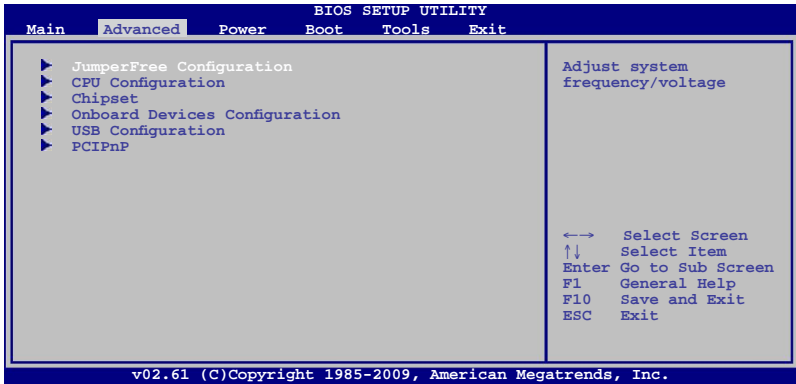 BIOS SETUP UTILITY
Main Advanced Power Boot Tools Exit
JumperFree Configuration
CPU Configuration
Chipset
Onboard Devices Configuration
USB Configuration
PCIPnP
Adjust system
frequency/voltage
←→ Select Screen
↑↓ Select Item
Enter Go to Sub Screen
F1 General Help
F10 Save and Exit
ESC Exit
v02.61 (C)Copyright 1985-2009, American Megatrends, Inc.